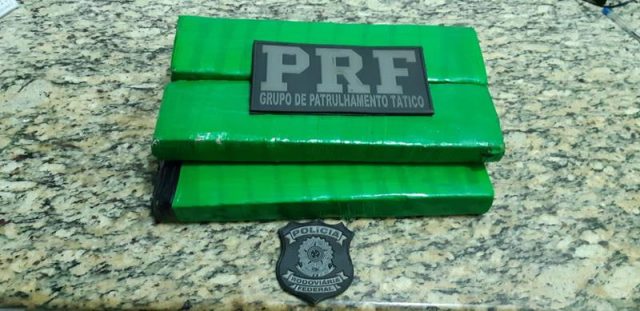 PRF
GRUPO DE PATRULHAMENTO TÁTICO
POLÍCIA
RODOVIÁRIA
FEDERAL